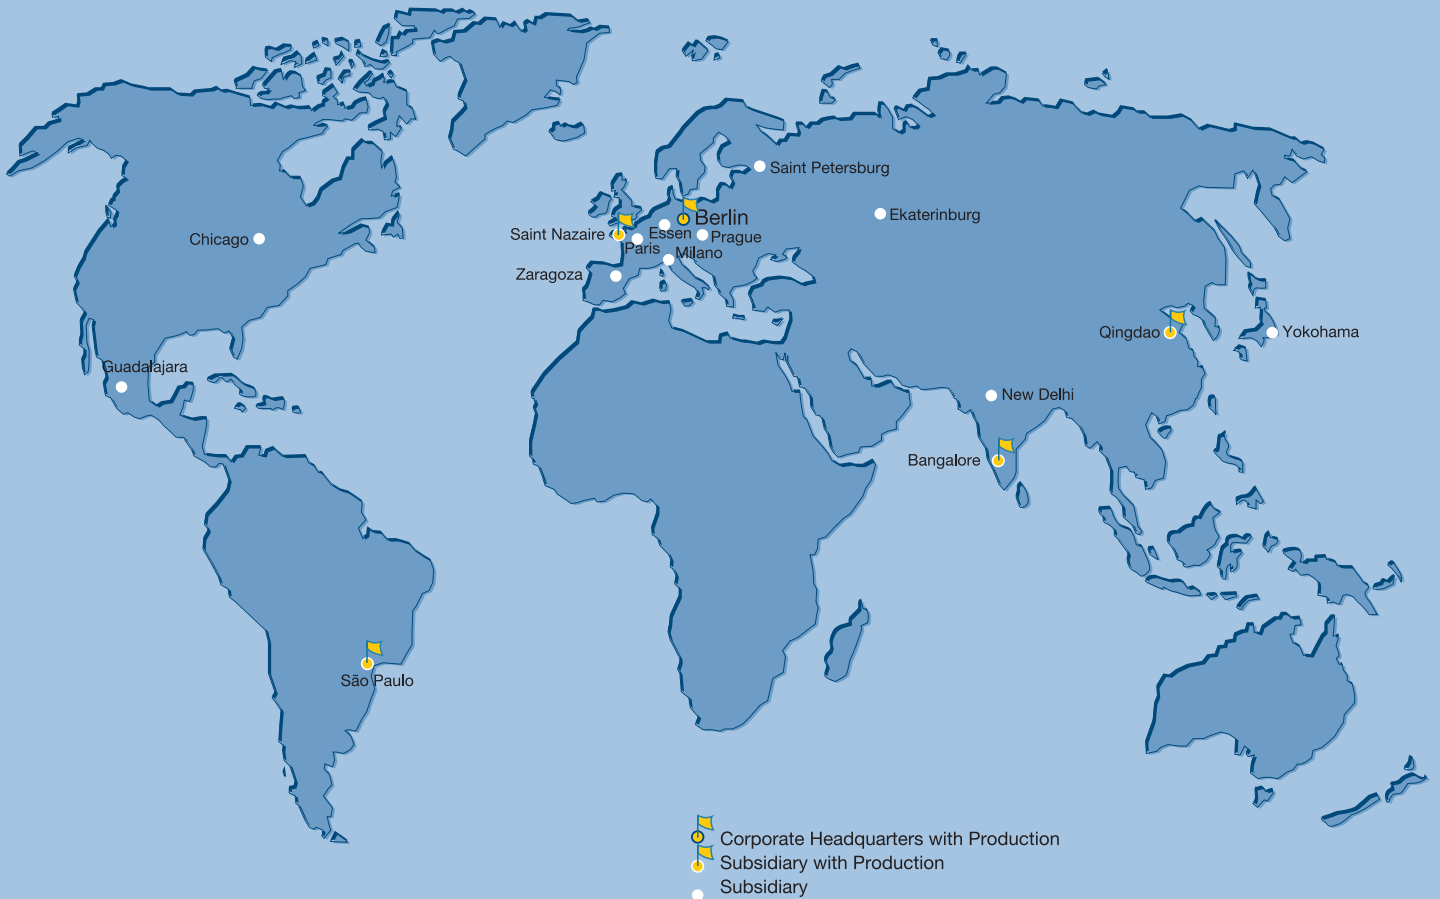 Saint Petersburg
Ekaterinburg
Berlin
Essen
Saint Nazaire
Prague
Chicago
Paris
Milano
Zaragoza
Qingdao
Yokohama
Guadalajara
New Delhi
Bangalore
São Paulo
Corporate Headquarters with Production
Subsidiary with Production
Subsidiary